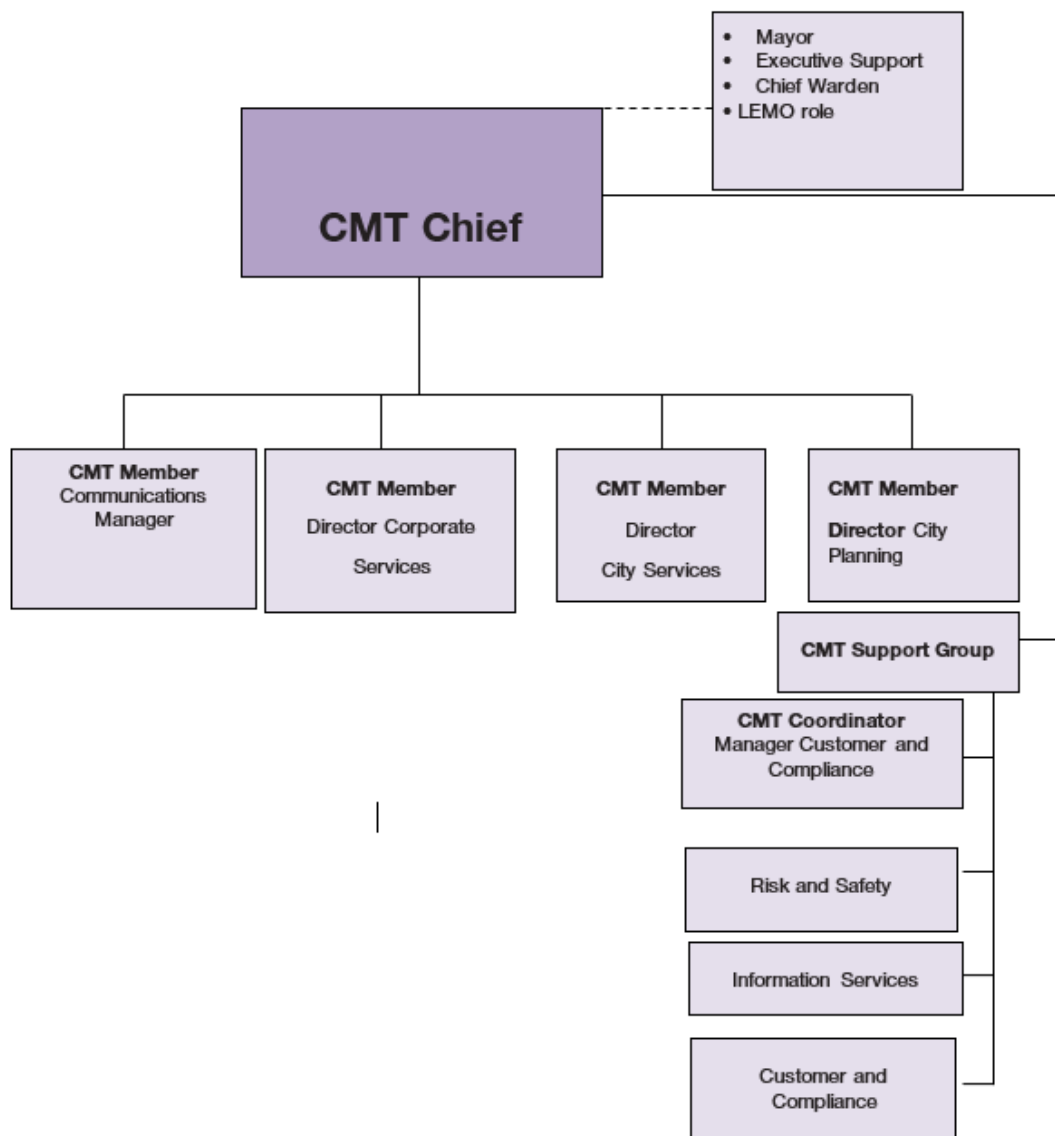 • Mayor
• Executive Support
• Chief Warden
• LEMO role
CMT Chief
CMT Member
Communications
Manager
CMT Member
Director Corporate
Services
CMT Member
Director
City Services
CMT Member
Director City
Planning
CMT Support Group
CMT Coordinator
Manager Customer and
Compliance
Risk and Safety
Information Services
Customer and
Compliance